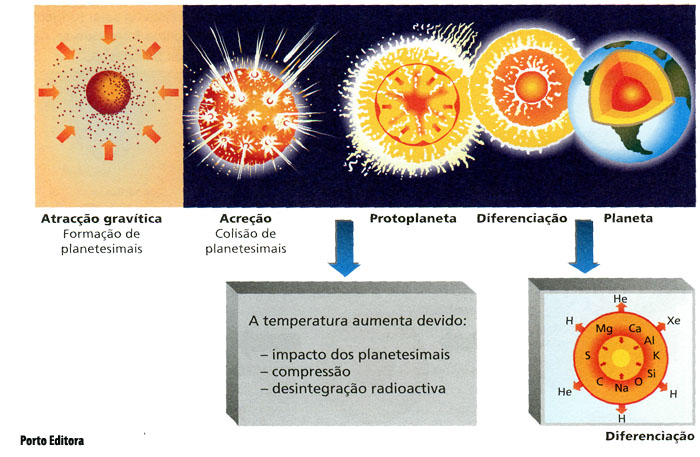 Atracção gravítica
Formação de
planetesimais
Acreção
Colisão de
planetesimais
Protoplaneta
Diferenciação
Planeta
A temperatura aumenta devido:
– impacto dos planetesimais
– compressão
– desintegração radioactiva
He
H
Xe
Mg
Ca
Al
S
K
Si
C
Na
O
He
H
H
Diferenciação
Porto Editora